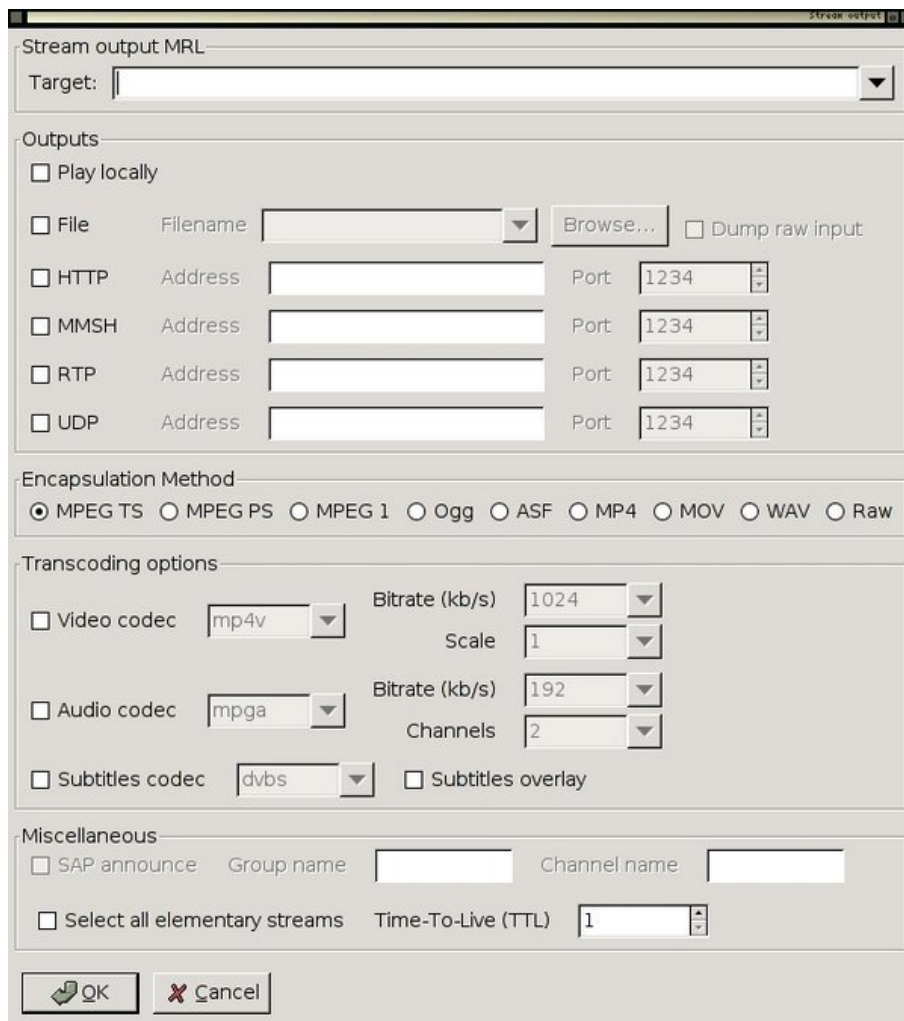 Stream output
Stream output MRL
Target:
Outputs
Play locally
File Filename Browse... Dump raw input
HTTP Address Port 1234
MMSH Address Port 1234
RTP Address Port 1234
UDP Address Port 1234
Encapsulation Method
MPEG TS MPEG PS MPEG 1 Ogg ASF MP4 MOV WAV Raw
Transcoding options
Video codec mp4v Bitrate (kb/s) 1024
Scale 1
Audio codec mpga Bitrate (kb/s) 192
Channels 2
Subtitles codec dvbs Subtitles overlay
Miscellaneous
SAP announce Group name Channel name
Select all elementary streams Time-To-Live (TTL) 1
OK Cancel